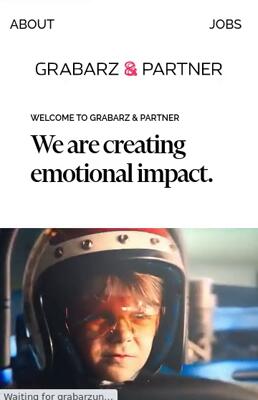 ABOUT JOBS
GRABARZ & PARTNER
WELCOME TO GRABARZ & PARTNER
We are creating
emotional impact.
Waiting for grabarzun...